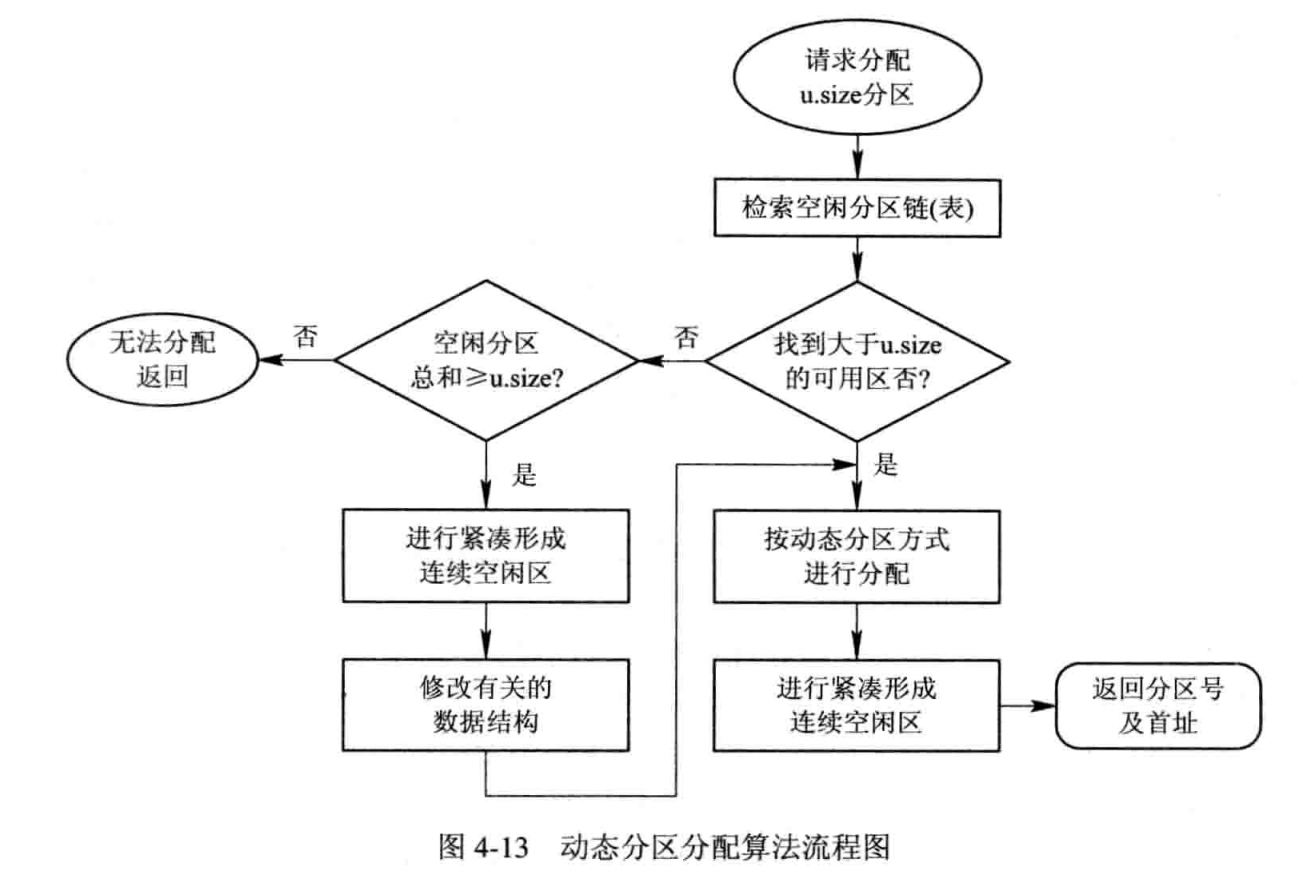 请求分配
u.size分区
检索空闲分区链(表)
找到大于u.size
的可用区否?
否
空闲分区
总和≥u.size?
否
无法分配
返回
是
进行紧凑形成
连续空闲区
修改有关的
数据结构
是
按动态分区方式
进行分配
进行紧凑形成
连续空闲区
返回分区号
及首址
图 4-13 动态分区分配算法流程图